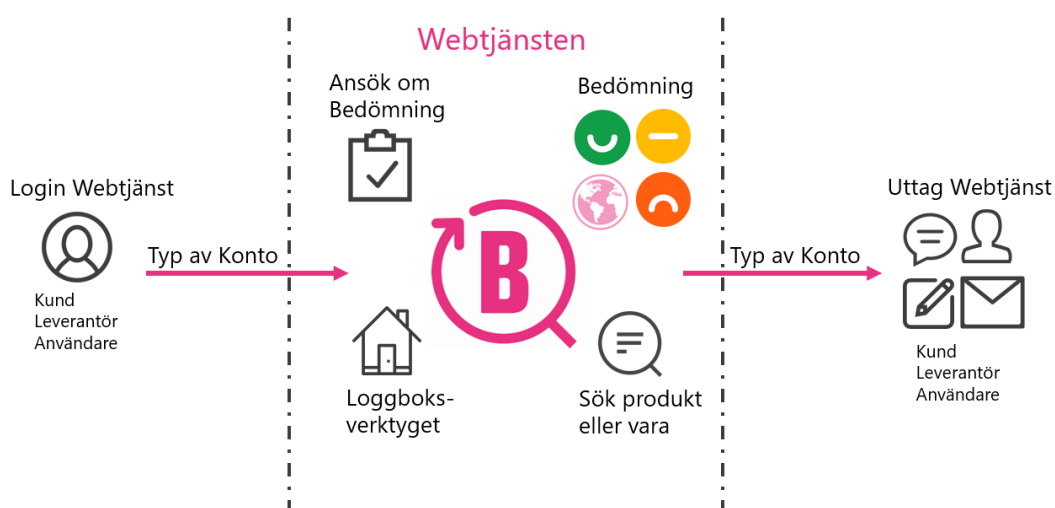 Webtjänsten
Login Webtjänst
Typ av Konto
Kund
Leverantör
Användare
Ansök om
Bedömning
Bedömning
B
Loggboks-
verktyget
Sök produkt
eller vara
Typ av Konto
Uttag Webtjänst
Kund
Leverantör
Användare